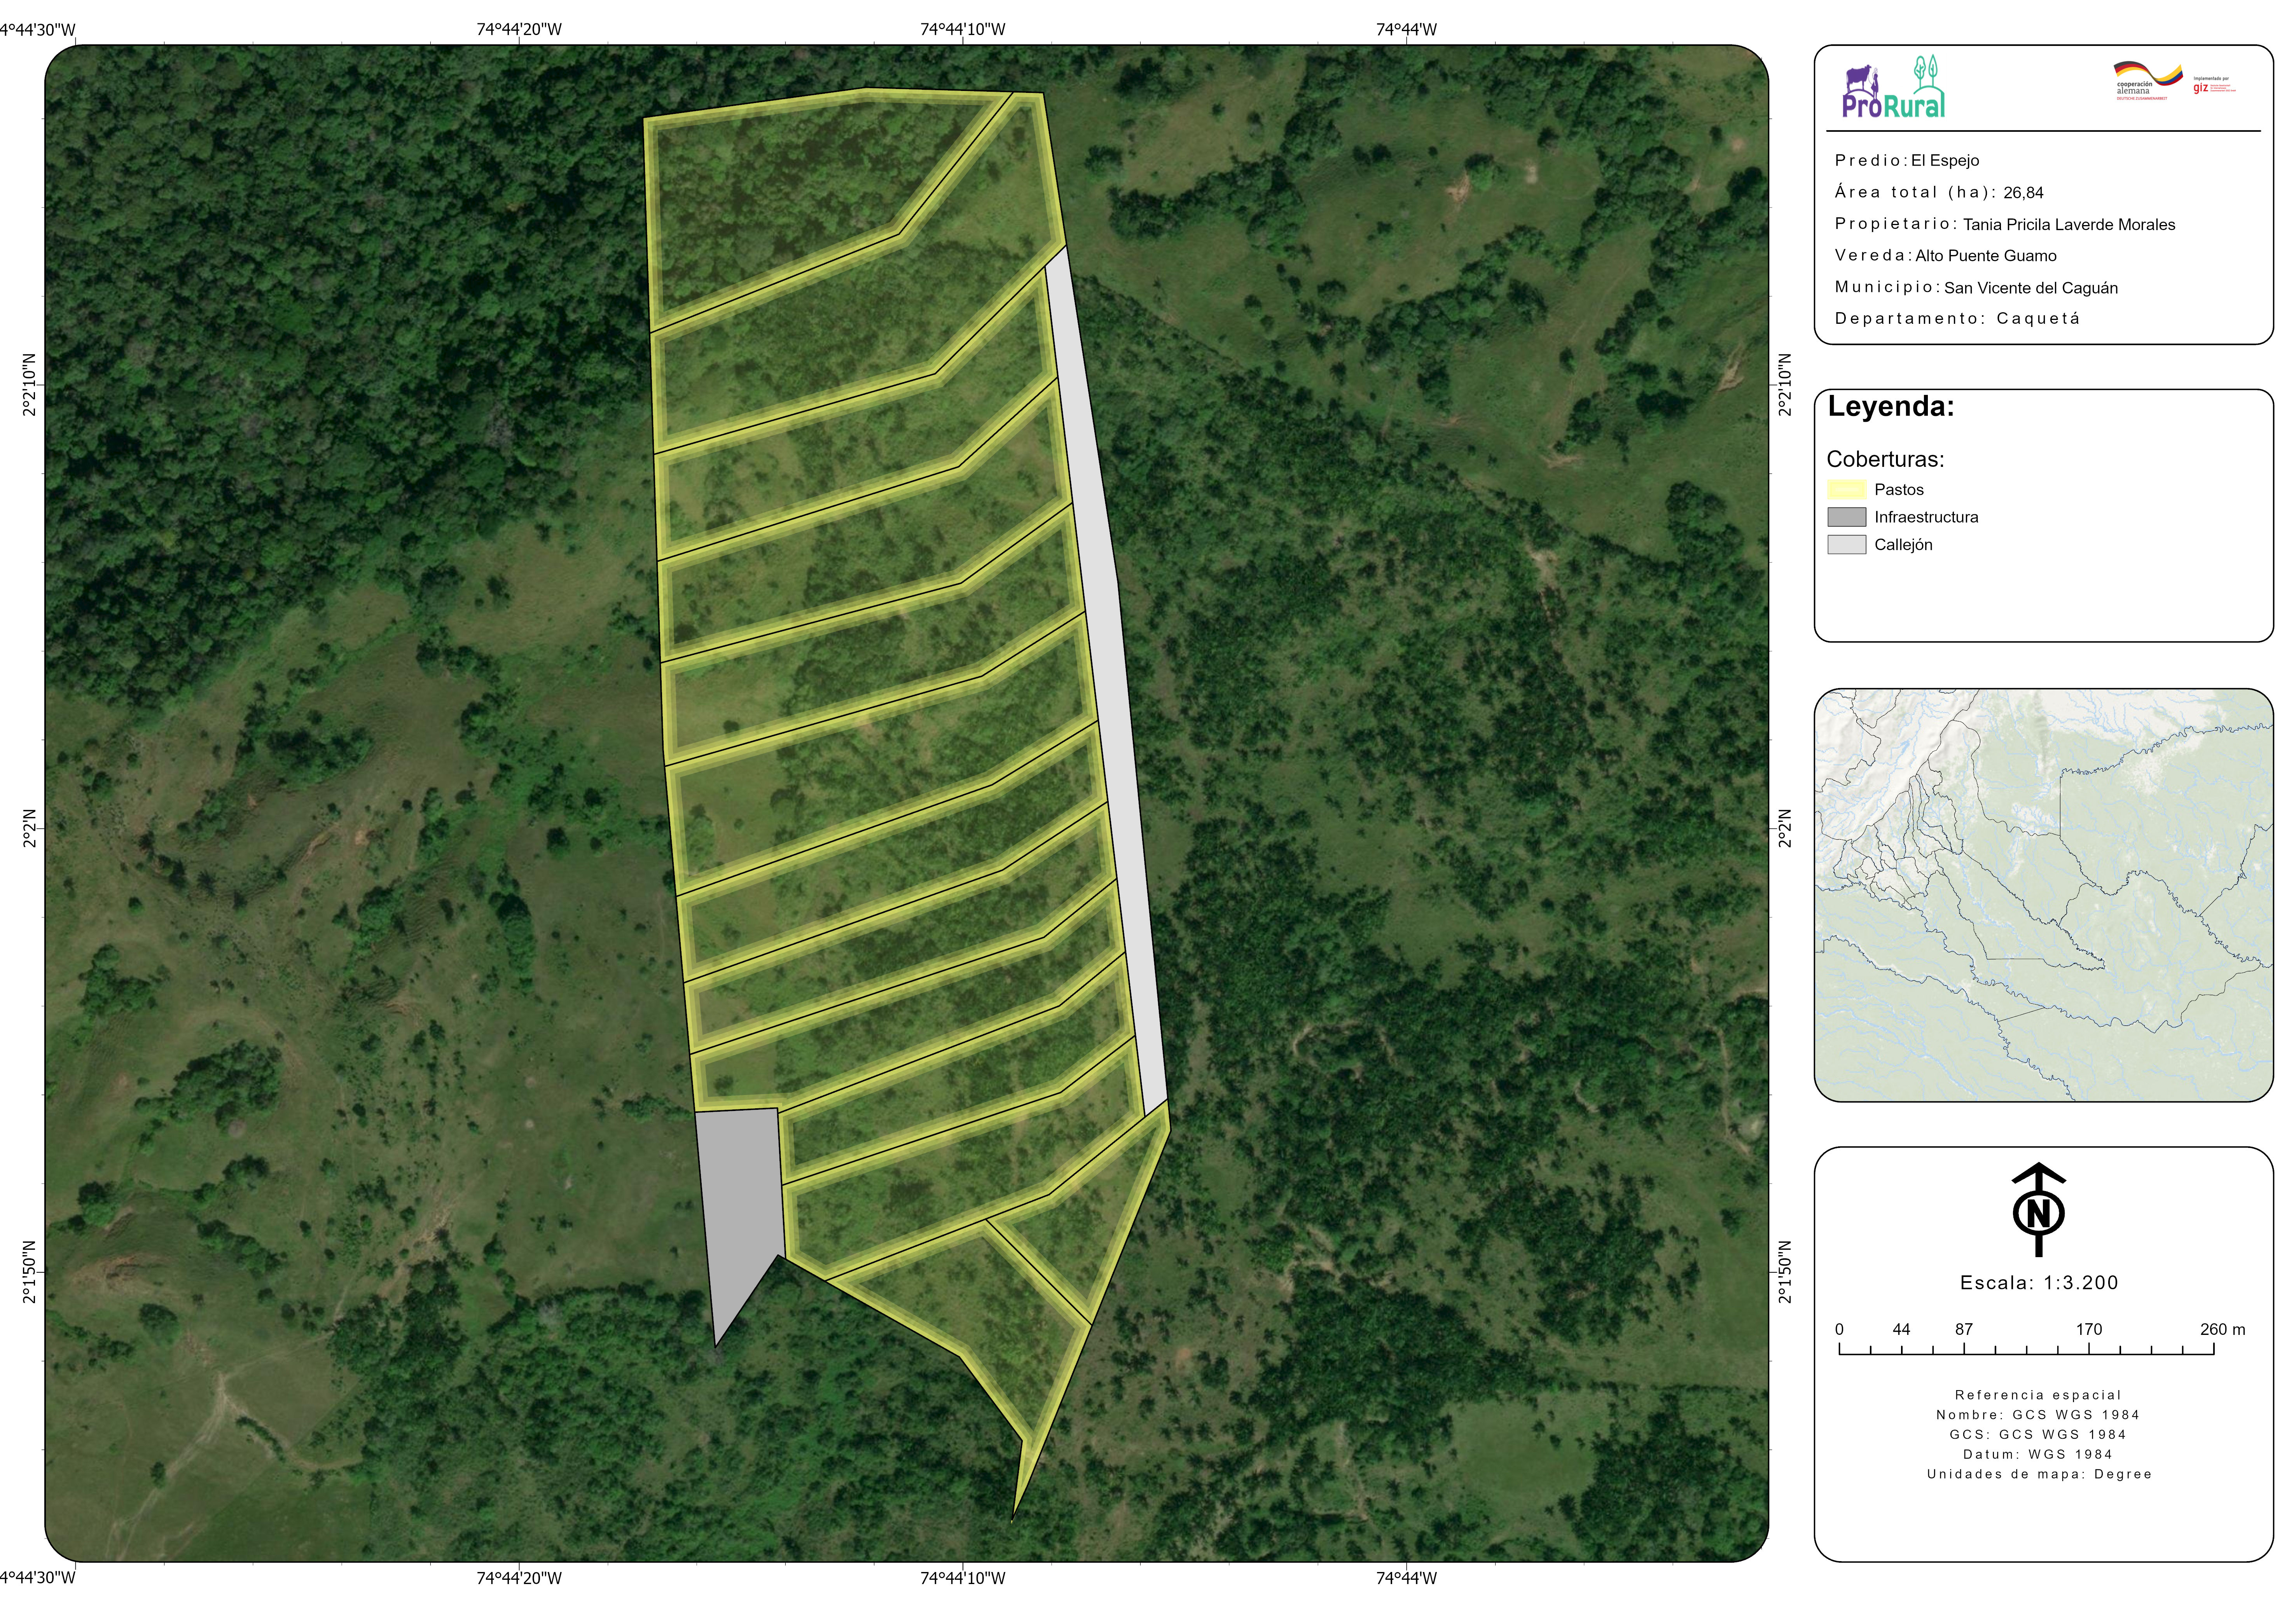 4°44'30"W
74°44'20"W
74°44'10"W
74°44'W
2°2'10"N
2°2'10"N
2°2'N
2°2'N
2°1'50"N
2°1'50"N
4°44'30"W
74°44'20"W
74°44'10"W
74°44'W
ProRural
cooperación
alemana
DEUTSCHE ZUSAMMENARBEIT
Implementada por
giz
Predio: El Espejo
Área total (ha): 26,84
Propietario: Tania Pricila Laverde Morales
Vereda: Alto Puente Guamo
Municipio: San Vicente del Caguán
Departamento: Caquetá
Leyenda:
Coberturas:
Pastos
Infraestructura
Callejón
N
Escala: 1:3.200
0 44 87 170 260 m
Referencia espacial
Nombre: GCS WGS 1984
GCS: GCS WGS 1984
Datum: WGS 1984
Unidades de mapa: Degree